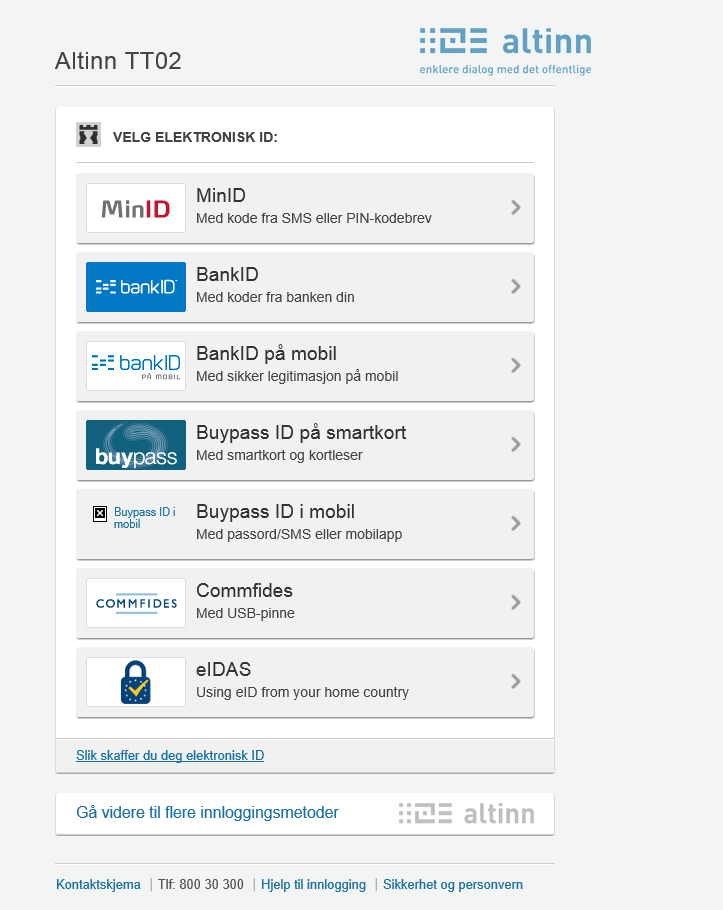 Altinn TT02
altinn
enklere dialog med det offentlige
VELG ELEKTRONISK ID:
MinID
MinID
Med kode fra SMS eller PIN-kodebrev
bankID
BankID
Med koder fra banken din
bankID
PÅ MOBIL
BankID på mobil
Med sikker legitimasjon på mobil
buypass
Buypass ID på smartkort
Med smartkort og kortleser
Buypass ID i
mobil
Buypass ID i mobil
Med passord/SMS eller mobilapp
COMMFIDES
Commfides
Med USB-pinne
eIDAS
Using eID from your home country
Slik skaffer du deg elektronisk ID
Gå videre til flere innloggingsmetoder
altinn
Kontaktskjema | Tlf: 800 30 300 | Hjelp til innlogging | Sikkerhet og personvern